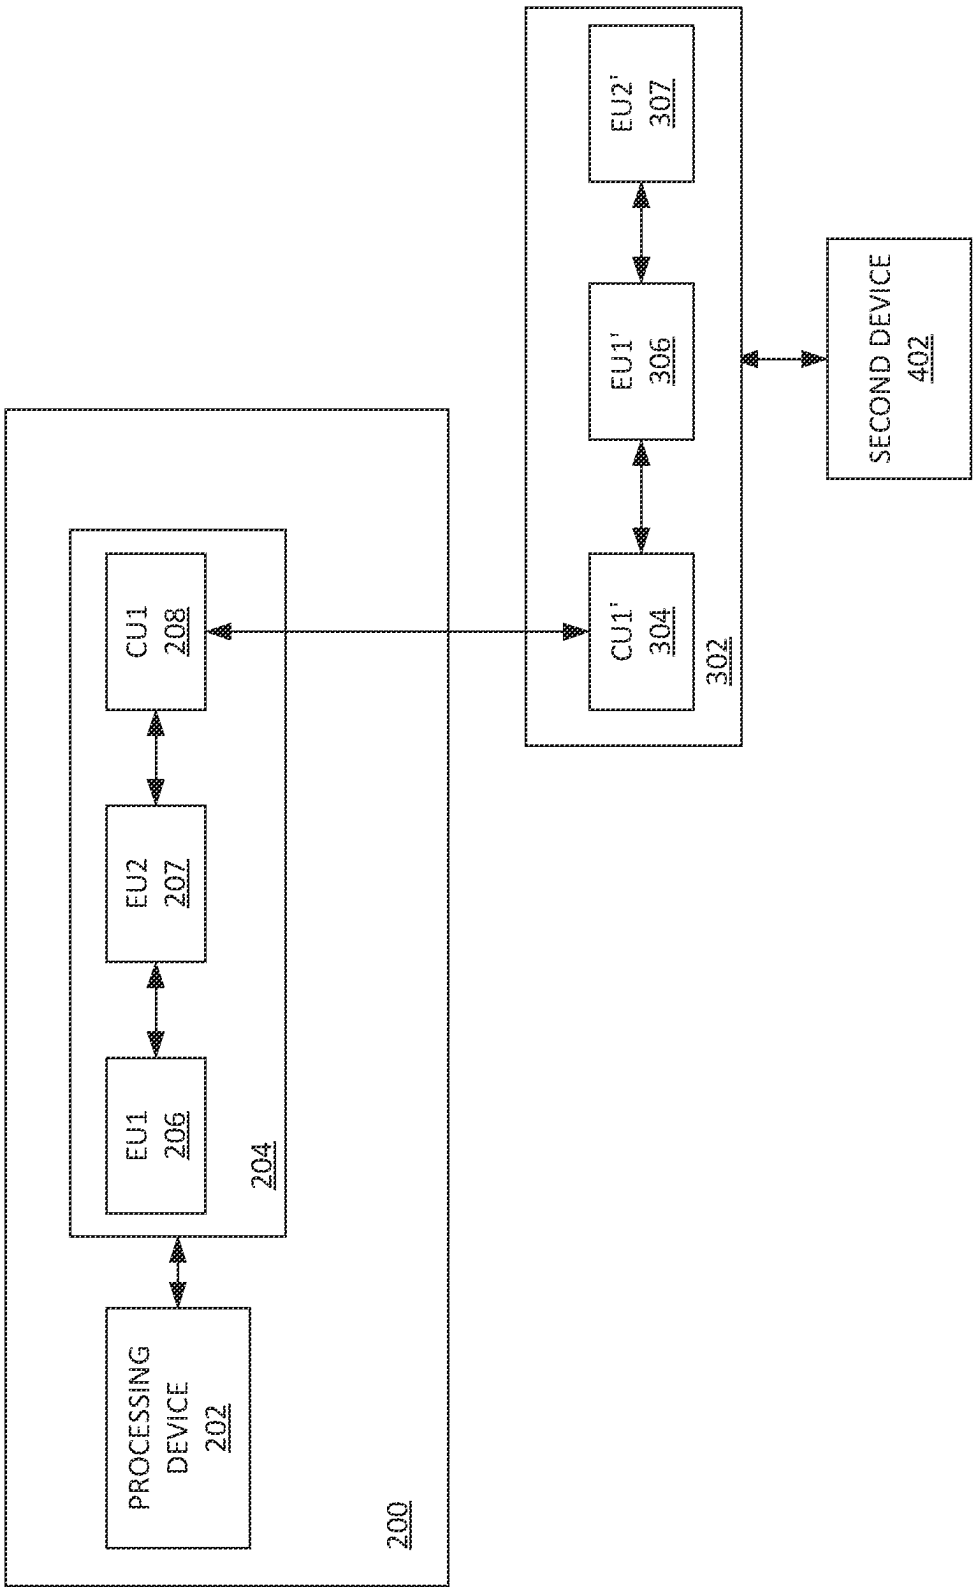 PROCESSING
DEVICE
202
EU1
206
EU2
207
CU1
208
204
200
CU1'
304
EU1'
306
EU2'
307
302
SECOND DEVICE
402